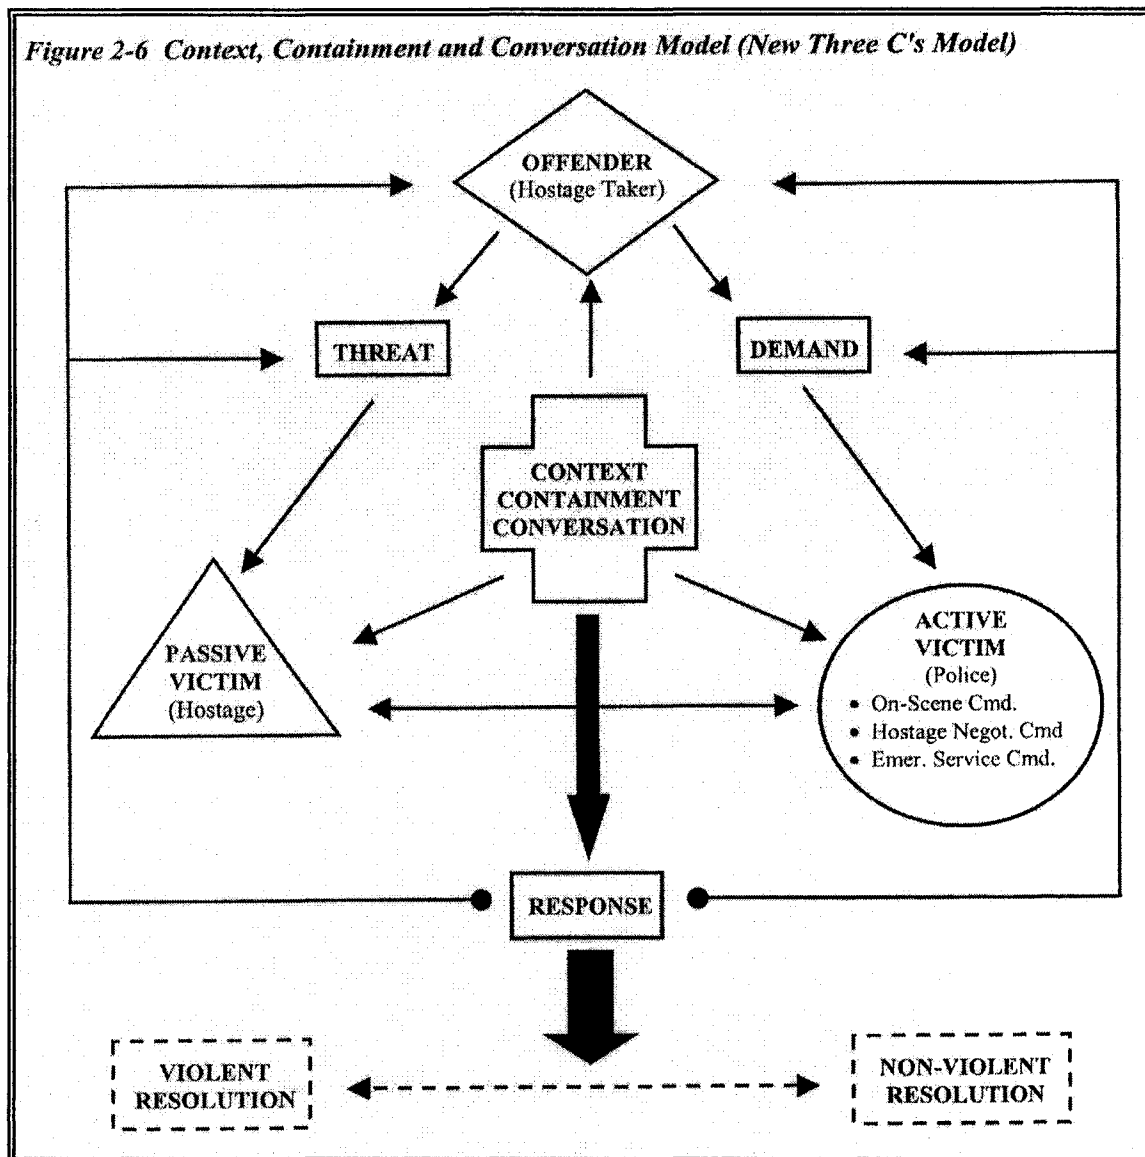 Figure 2-6 Context, Containment and Conversation Model (New Three C's Model)
OFFENDER
(Hostage Taker)
THREAT
DEMAND
CONTEXT
CONTAINMENT
CONVERSATION
PASSIVE
VICTIM
(Hostage)
ACTIVE
VICTIM
(Police)
• On-Scene Cmd.
• Hostage Negot. Cmd
• Emer. Service Cmd.
RESPONSE
VIOLENT
RESOLUTION
NON-VIOLENT
RESOLUTION